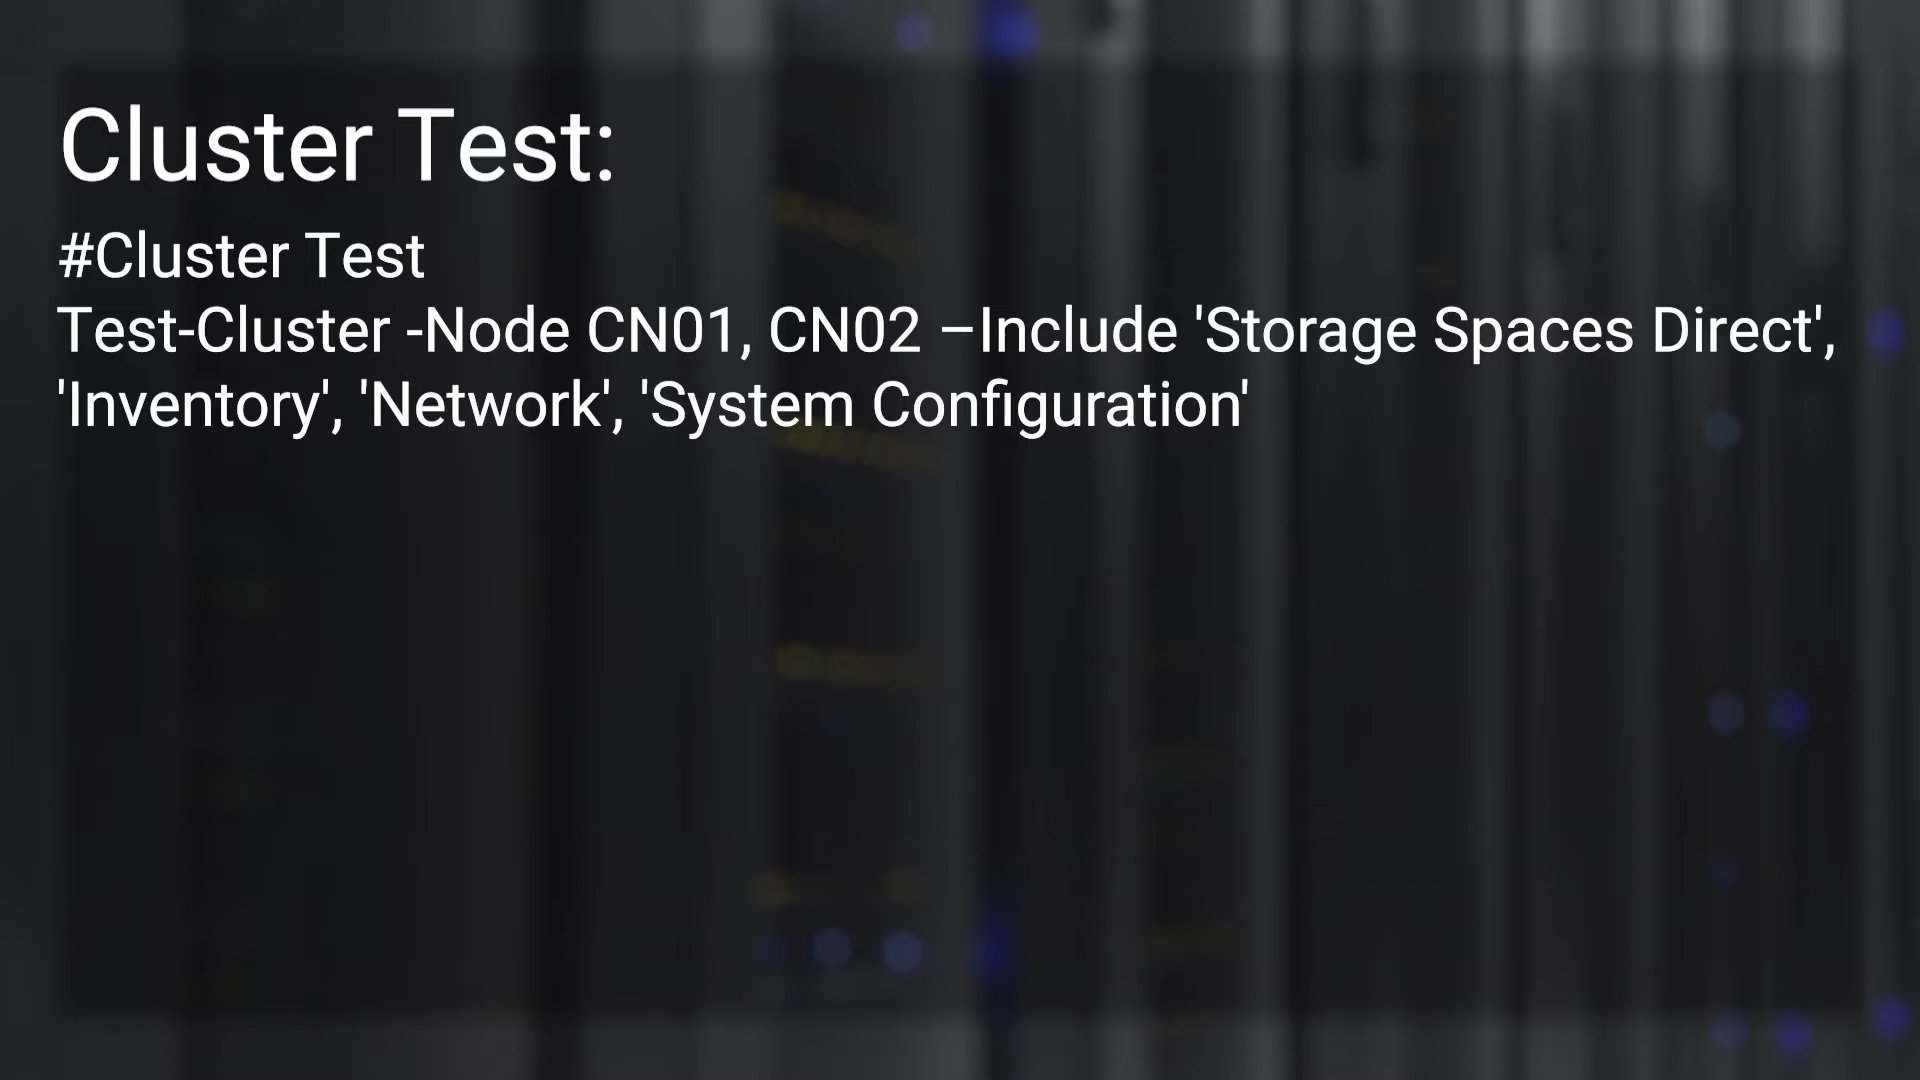 Cluster Test:
#Cluster Test
Test-Cluster -Node CN01, CN02 –Include 'Storage Spaces Direct',
'Inventory', 'Network', 'System Configuration'